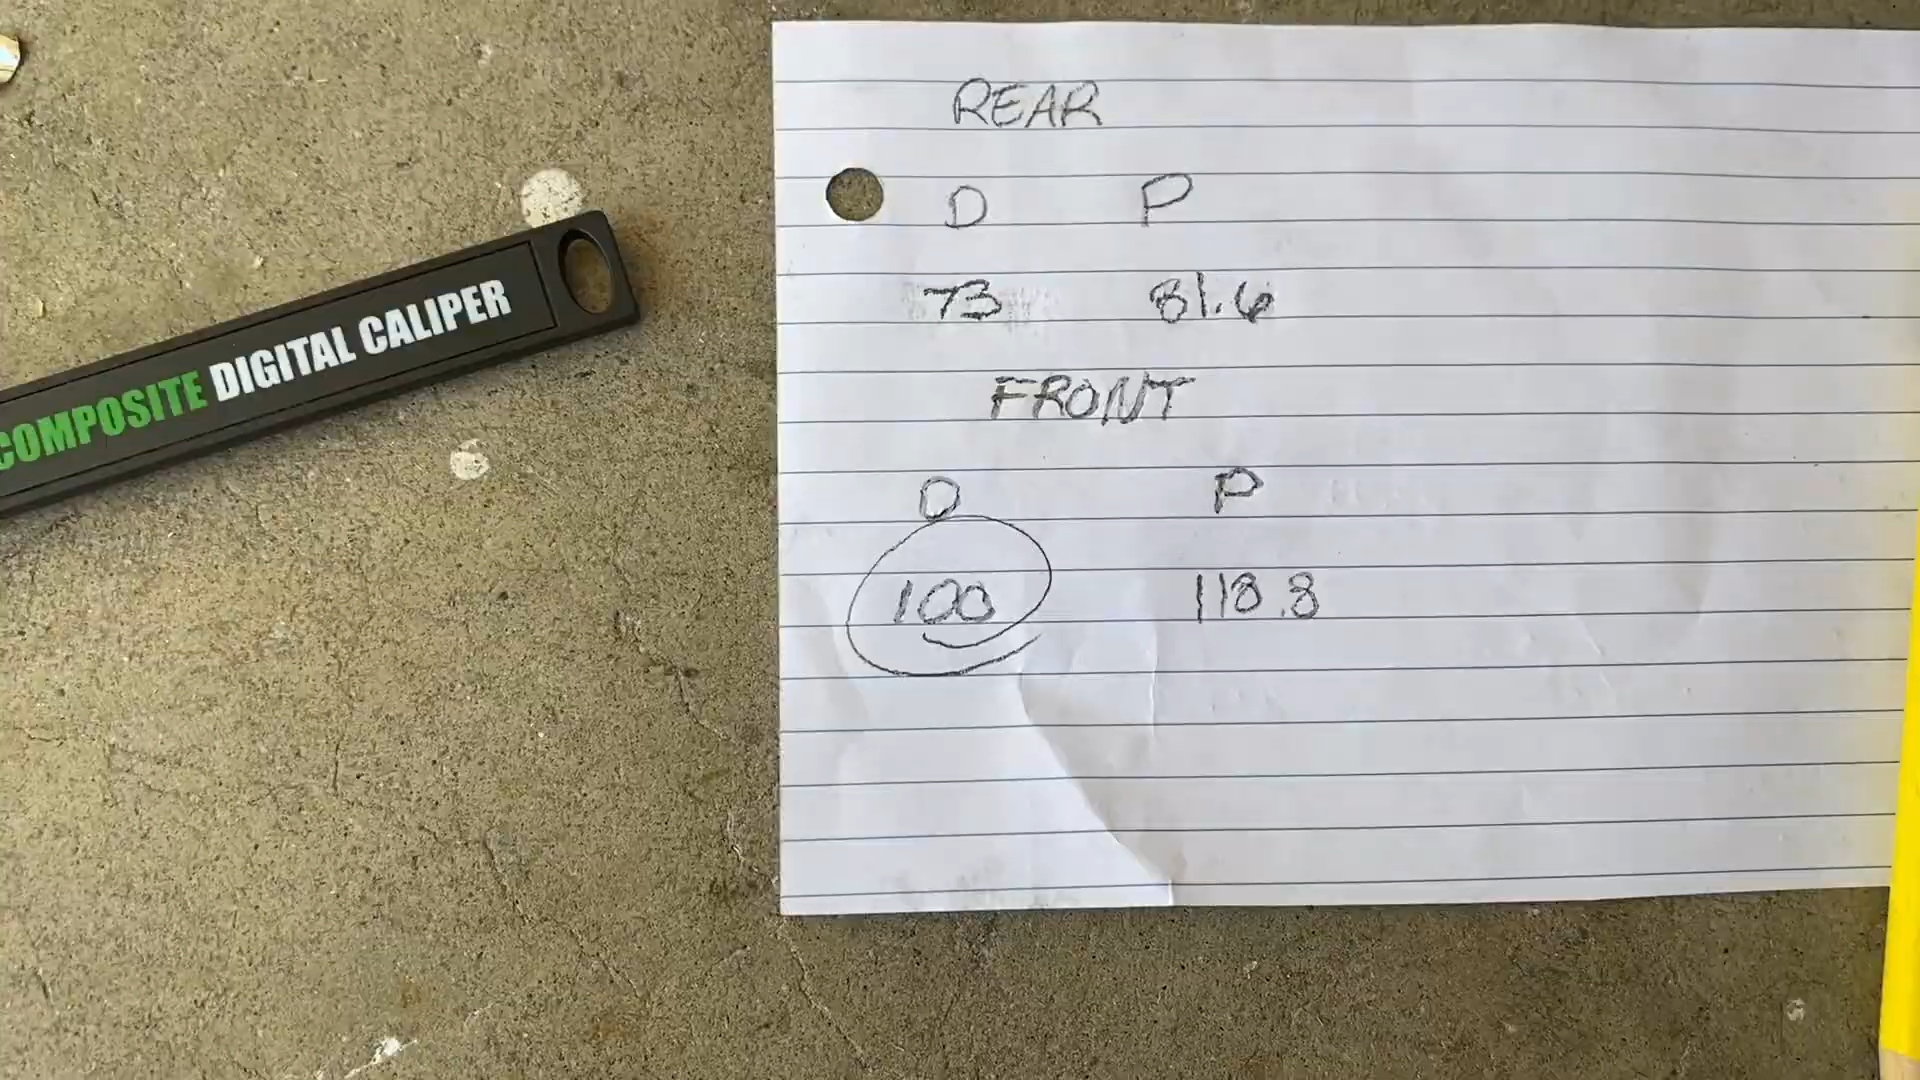 COMPOSITE DIGITAL CALIPER
REAR
D P
73 81.6
FRONT
D P
100 118.8